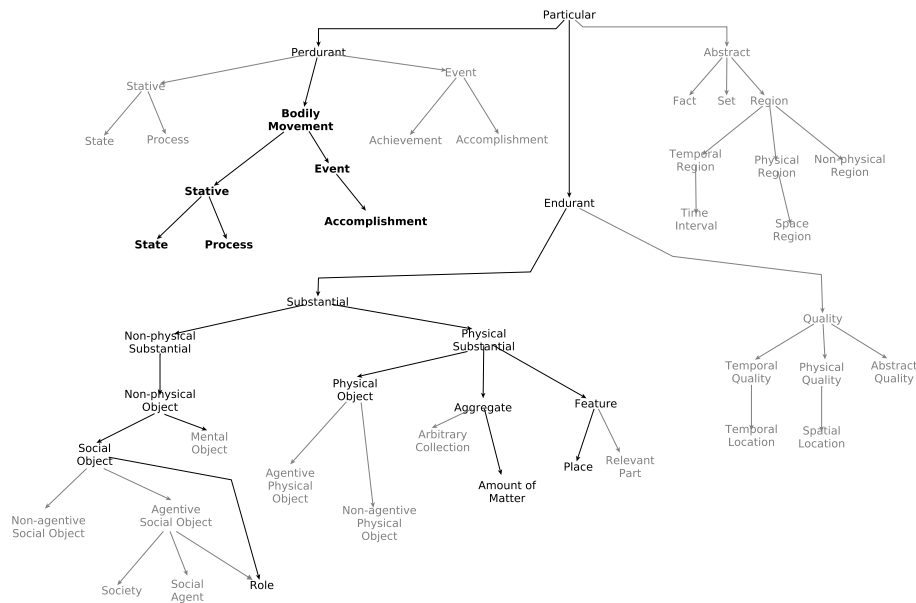 Particular
Perdurant
Abstract
Stative
Event
Bodily
Movement
Fact
Set
Region
State
Process
Achievement
Accomplishment
Event
Temporal
Region
Physical
Region
Non-physical
Region
Stative
Accomplishment
Endurant
Time
Interval
Space
Region
State
Process
Substantial
Quality
Non-physical
Substantial
Physical
Substantial
Temporal
Quality
Physical
Quality
Abstract
Quality
Physical
Object
Non-physical
Object
Aggregate
Feature
Mental
Object
Arbitrary
Collection
Temporal
Location
Spatial
Location
Social
Object
Place
Relevant
Part
Agentive
Physical
Object
Amount of
Matter
Non-agentive
Social Object
Agentive
Social Object
Non-agentive
Physical
Object
Society
Social
Agent
Role